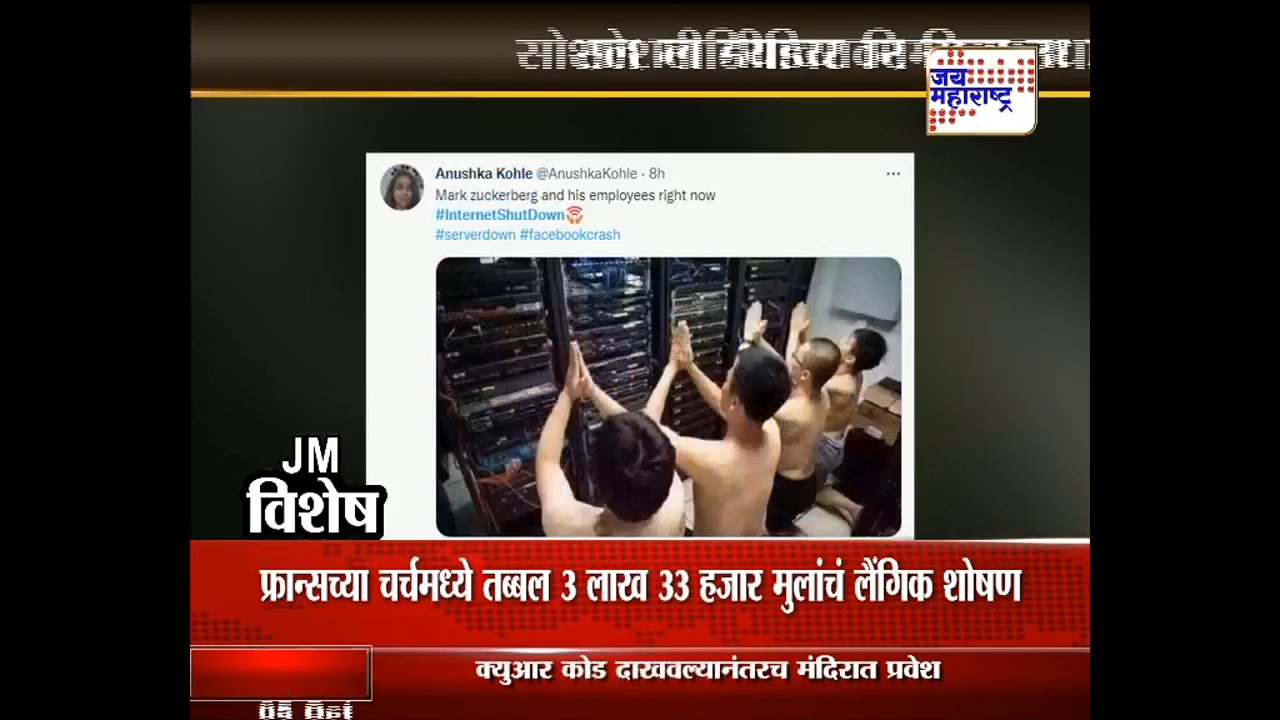 जय
महाराष्ट्र
Anushka Kohle @AnushkaKohle · 8h
Mark zuckerberg and his employees right now
#InternetShutDown
#serverdown #facebookcrash
JM
विशेष
फ्रान्सच्या चर्चमध्ये तब्बल 3 लाख 33 हजार मुलांचं लैंगिक शोषण
क्युआर कोड दाखवल्यानंतरच मंदिरात प्रवेश